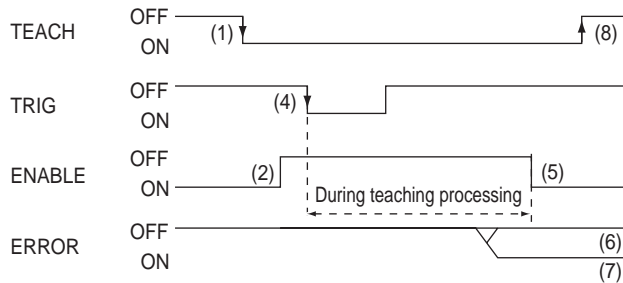 TEACH OFF (1) (8)
ON
TRIG OFF (4)
ON
ENABLE OFF (2) (5)
ON During teaching processing
ERROR OFF (6)
ON (7)